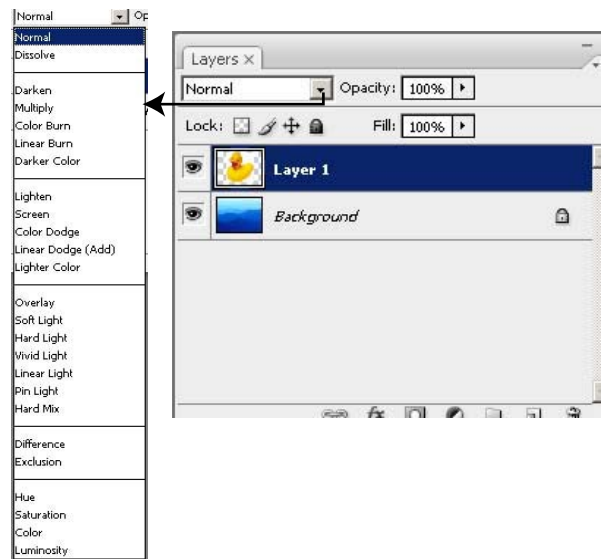 Normal
Op
Normal
Dissolve
Darken
Multiply
Color Burn
Linear Burn
Darker Color
Lighten
Screen
Color Dodge
Linear Dodge (Add)
Lighter Color
Overlay
Soft Light
Hard Light
Vivid Light
Linear Light
Pin Light
Hard Mix
Difference
Exclusion
Hue
Saturation
Color
Luminosity
Layers ×
Normal Opacity: 100%
Lock: Fill: 100%
Layer 1
Background
fx